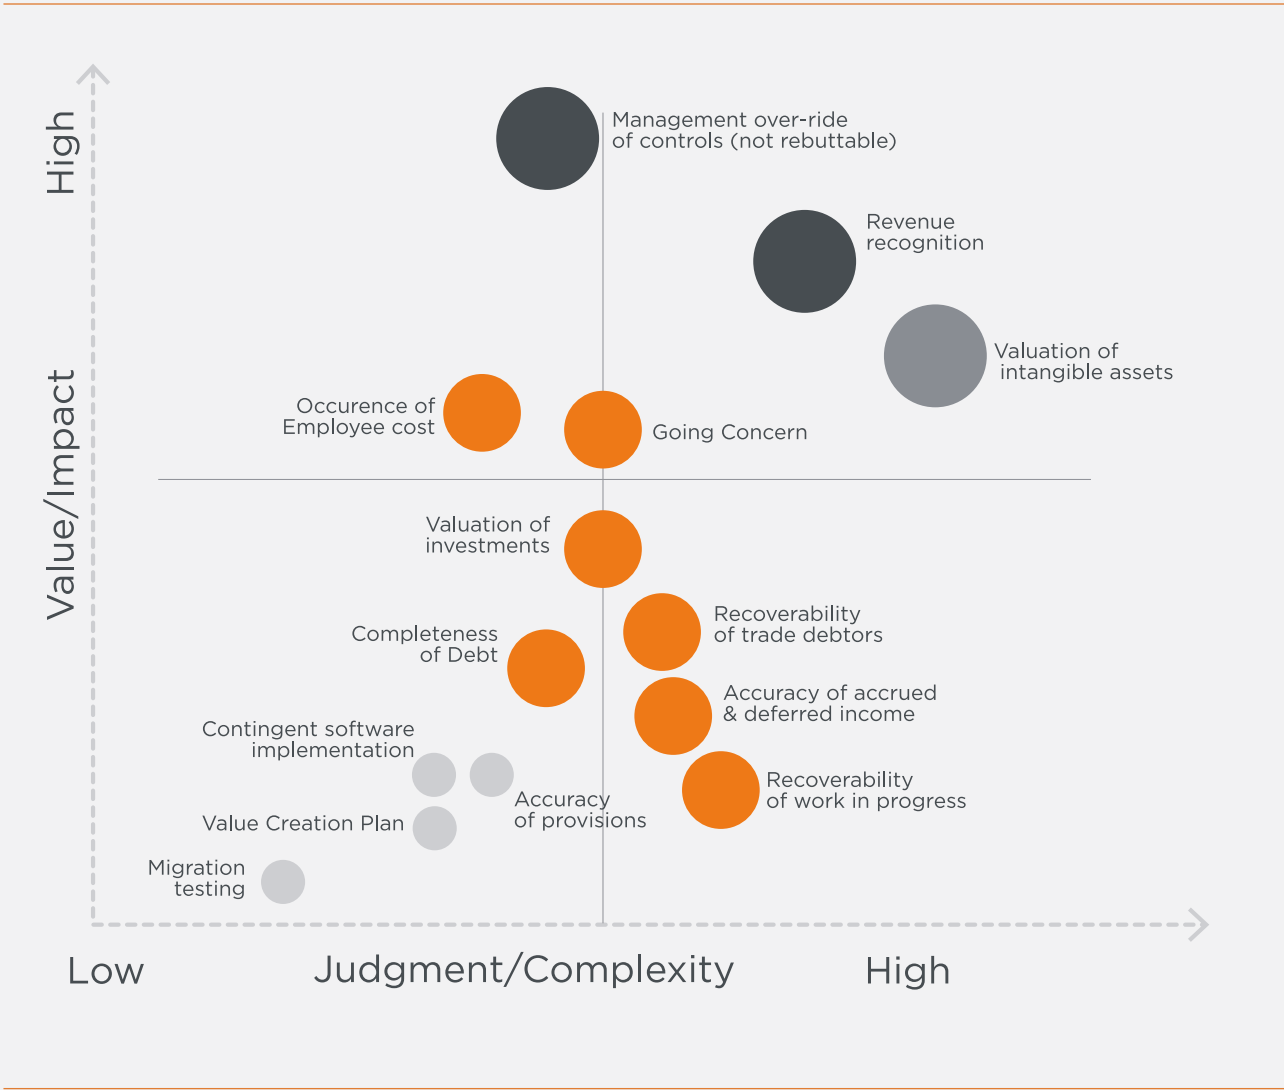 High
Value/Impact
Management over-ride
of controls (not rebuttable)
Revenue
recognition
Valuation of
intangible assets
Occurence of
Employee cost
Going Concern
Valuation of
investments
Recoverability
of trade debtors
Completeness
of Debt
Accuracy of accrued
& deferred income
Contingent software
implementation
Recoverability
of work in progress
Accuracy
of provisions
Value Creation Plan
Migration
testing
Low
Judgment/Complexity
High